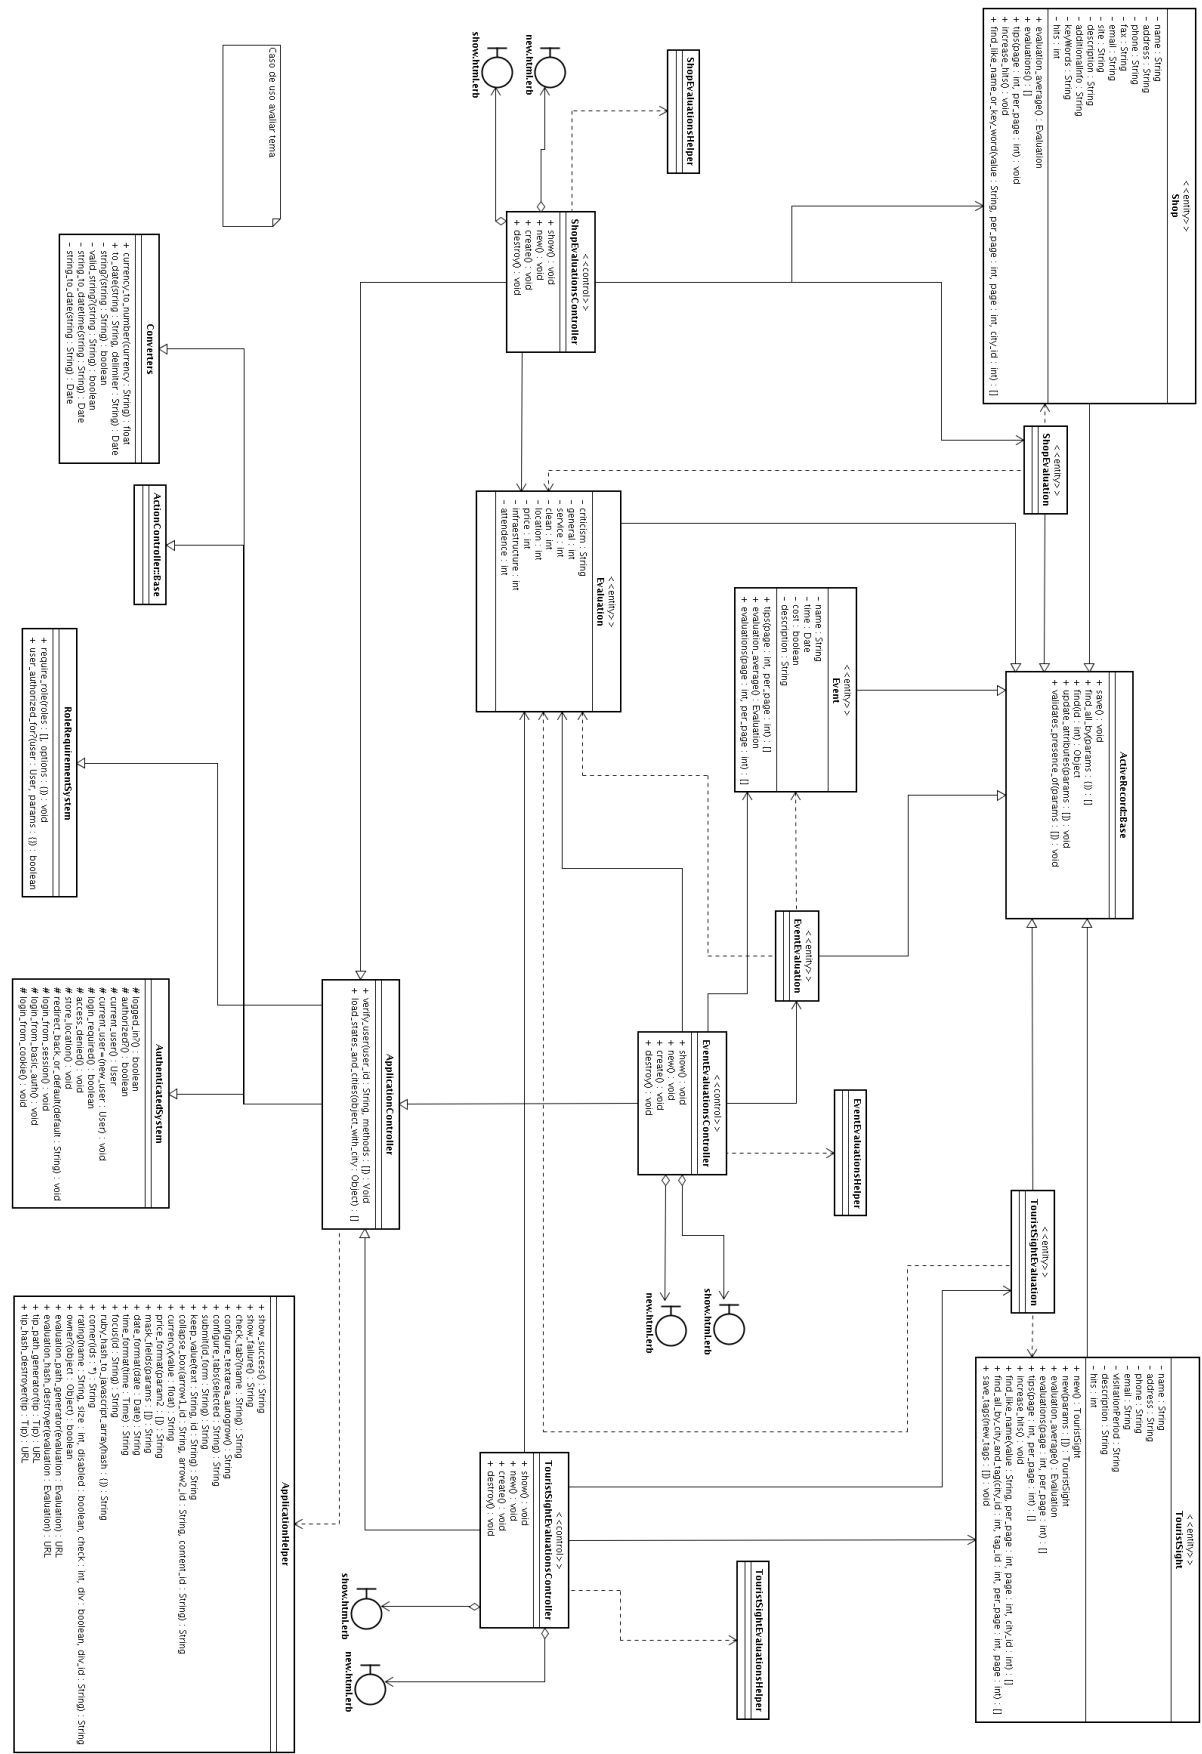 <<entity>>
Shop
- name : String
- address : String
- phone : String
- fax : String
- email : String
- site : String
- description : String
- additionalInfo : String
- keyWords : String
- hits : int
+ evaluation_average() : Evaluation
+ evaluations() : []
+ tips(page : int, per_page : int) : void
+ increase_hits() : void
+ find_like_name_or_key_word(value : String, per_page : int, page : int, city_id : int) : []
<<entity>>
ShopEvaluation
ActiveRecord::Base
+ save() : void
+ find_all_by(params : {}) : []
+ find(id : int) : Object
+ update_attributes(params : []) : void
+ validates_presence_of(params : []) : void
<<entity>>
TouristSightEvaluation
<<entity>>
TouristSight
- name : String
- address : String
- phone : String
- email : String
- visitationPeriod : String
- description : String
- hits : int
+ new() : TouristSight
+ new(params : []) : TouristSight
+ evaluation_average() : Evaluation
+ evaluations(page : int, per_page : int) : []
+ tips(page : int, per_page : int) : []
+ increase_hits() : void
+ find_like_name(value : String, per_page : int, page : int, city_id : int) : []
+ find_all_by_city_and_tag(city_id : int, tag_id : int, per_page : int, page : int) : []
+ save_tags(new_tags : []) : void
ShopEvaluationsHelper
<<entity>>
Event
- name : String
- time : Date
- cost : boolean
- description : String
+ tips(page : int, per_page : int) : []
+ evaluation_average() : Evaluation
+ evaluations(page : int, per_page : int) : []
<<entity>>
EventEvaluation
EventEvaluationsHelper
TouristSightEvaluationsHelper
new.html.erb
show.html.erb
<<control>>
ShopEvaluationsController
+ show() : void
+ new() : void
+ create() : void
+ destroy() : void
<<entity>>
Evaluation
- criticism : String
- general : int
- service : int
- clean : int
- location : int
- price : int
- infraestructure : int
- attendence : int
<<control>>
EventEvaluationsController
+ show() : void
+ new() : void
+ create() : void
+ destroy() : void
show.html.erb
new.html.erb
<<control>>
TouristSightEvaluationsController
+ show() : void
+ new() : void
+ create() : void
+ destroy() : void
show.html.erb
new.html.erb
Caso de uso avaliar tema
ApplicationController
+ verify_user(user_id : String, methods : []) : Void
+ load_states_and_cities(object_with_city : Object) : []
Converters
+ currency_to_number(currency : String) : float
+ to_date(string : String, delimiter : String) : Date
- string?(string : String) : boolean
- valid_string?(string : String) : boolean
- string_to_datetime(string : String) : Date
- string_to_date(string : String) : Date
ActionController::Base
RoleRequirementSystem
+ require_role(roles : [], options : {}) : void
+ user_authorized_for?(user : User, params : {}) : boolean
AuthenticatedSystem
# logged_in?() : boolean
# authorized?() : boolean
# current_user() : User
# current_user=(new_user : User) : void
# login_required() : boolean
# access_denied() : void
# store_location() : void
# redirect_back_or_default(default : String) : void
# login_from_session() : void
# login_from_basic_auth() : void
# login_from_cookie() : void
ApplicationHelper
+ show_success() : String
+ show_failure() : String
+ check_tab?(name : String) : String
+ configure_textarea_autogrow() : String
+ configure_tabs(selected : String) : String
+ submit(id_form : String) : String
+ keep_value(text : String, id : String) : String
+ collapse_box(arrow1_id : String, arrow2_id : String, content_id : String) : String
+ currency(value : float) : String
+ price_format(param2 : []) : String
+ mask_fields(params : []) : String
+ date_format(date : Date) : String
+ time_format(time : Time) : String
+ focus(id : String) : String
+ ruby_hash_to_javascript_array(hash : {}) : String
+ corner(ids : *) : String
+ rating(name : String, size : int, disabled : boolean, check : int, div : boolean, div_id : String) : String
+ owner?(object : Object) : boolean
+ evaluation_path_generator(evaluation : Evaluation) : URL
+ evaluation_hash_destroyer(evaluation : Evaluation) : URL
+ tip_path_generator(tip : Tip) : URL
+ tip_hash_destroyer(tip : Tip) : URL